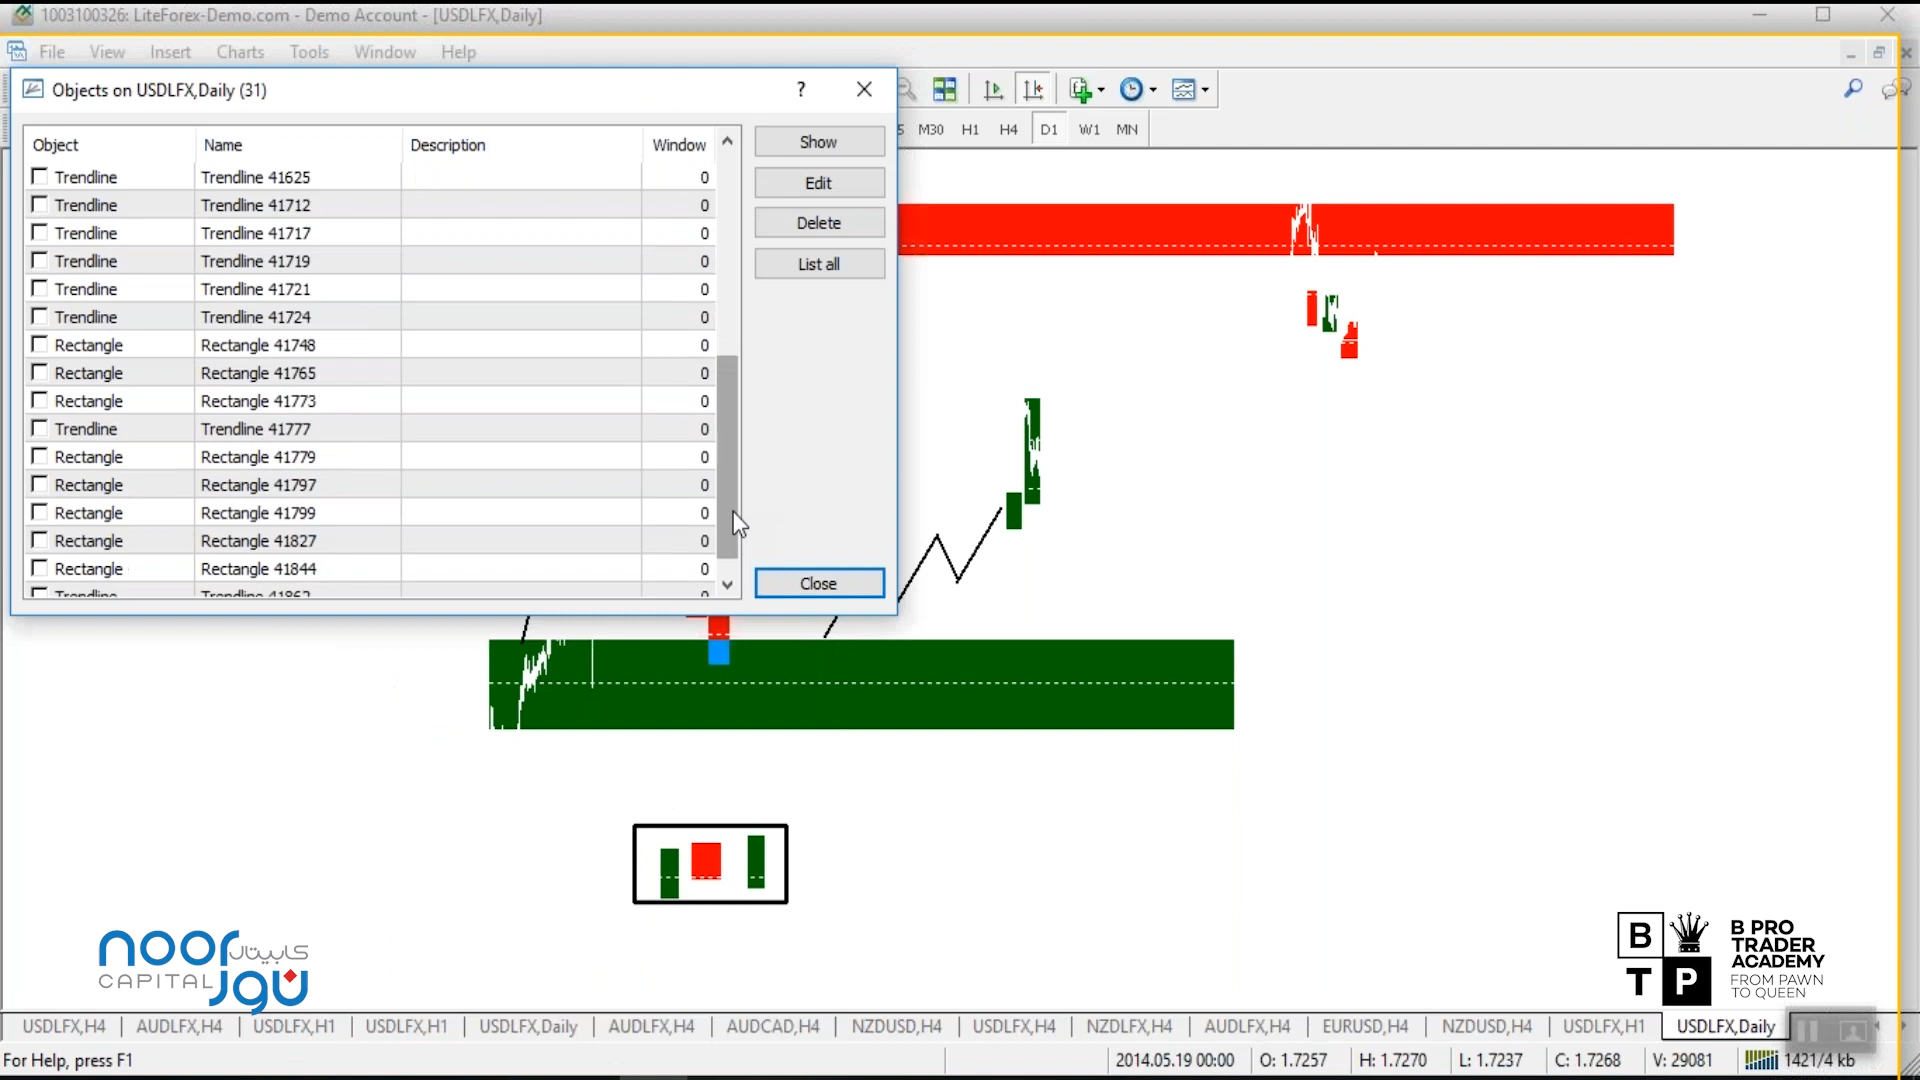 1003100326: LiteForex-Demo.com - Demo Account - [USDLFX,Daily]
File View Insert Charts Tools Window Help
Objects on USDLFX,Daily (31) ?
M30 H1 H4 D1 W1 MN
Object Name Description Window
Trendline Trendline 41625 0
Trendline Trendline 41712 0
Trendline Trendline 41717 0
Trendline Trendline 41719 0
Trendline Trendline 41721 0
Trendline Trendline 41724 0
Rectangle Rectangle 41748 0
Rectangle Rectangle 41765 0
Rectangle Rectangle 41773 0
Trendline Trendline 41777 0
Rectangle Rectangle 41779 0
Rectangle Rectangle 41797 0
Rectangle Rectangle 41799 0
Rectangle Rectangle 41827 0
Rectangle Rectangle 41844 0
Trendline Trendline 41862 0
Show
Edit
Delete
List all
Close
noor كابيتال
CAPITAL نور
B
T P
B PRO
TRADER
ACADEMY
FROM PAWN
TO QUEEN
USDLFX,H4 AUDLFX,H4 USDLFX,H1 USDLFX,H1 USDLFX,Daily AUDLFX,H4 AUDCAD,H4 NZDUSD,H4 USDLFX,H4 NZDLFX,H4 AUDLFX,H4 EURUSD,H4 NZDUSD,H4 USDLFX,H1 USDLFX,Daily
For Help, press F1 2014.05.19 00:00 O: 1.7257 H: 1.7270 L: 1.7237 C: 1.7268 V: 29081 1421/4 kb